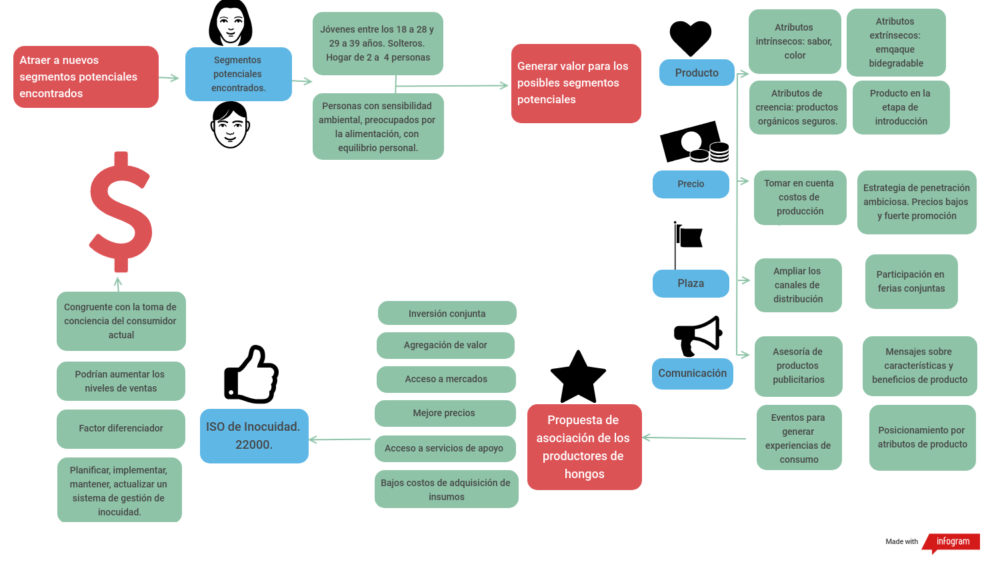 Atraer a nuevos
segmentos potenciales
encontrados
Segmentos
potenciales
encontrados.
Jóvenes entre los 18 a 28 y
29 a 39 años. Solteros.
Hogar de 2 a  4 personas
Personas con sensibilidad
ambiental, preocupados por
la alimentación, con
equilibrio personal.
Generar valor para los
posibles segmentos
potenciales
Producto
Atributos
intrínsecos: sabor,
color
Atributos
extrínsecos:
emqaque
bidegradable
Atributos de
creencia: productos
orgánicos seguros.
Producto en la
etapa de
introducción
Precio
Tomar en cuenta
costos de
producción
Estrategia de penetración
ambiciosa. Precios bajos
y fuerte promoción
Plaza
Ampliar los
canales de
distribución
Participación en
ferias conjuntas
Comunicación
Asesoría de
productos
publicitarios
Mensajes sobre
características y
beneficios de producto
Eventos para
generar
experiencias de
consumo
Posicionamiento por
atributos de producto
Propuesta de
asociación de los
productores de
hongos
Inversión conjunta
Agregación de valor
Acceso a mercados
Mejore precios
Acceso a servicios de apoyo
Bajos costos de adquisición de
insumos
ISO de Inocuidad.
22000.
$
Congruente con la toma de
conciencia del consumidor
actual
Podrían aumentar los
niveles de ventas
Factor diferenciador
Planificar, implementar,
mantener, actualizar un
sistema de gestión de
inocuidad.
Made with infogram